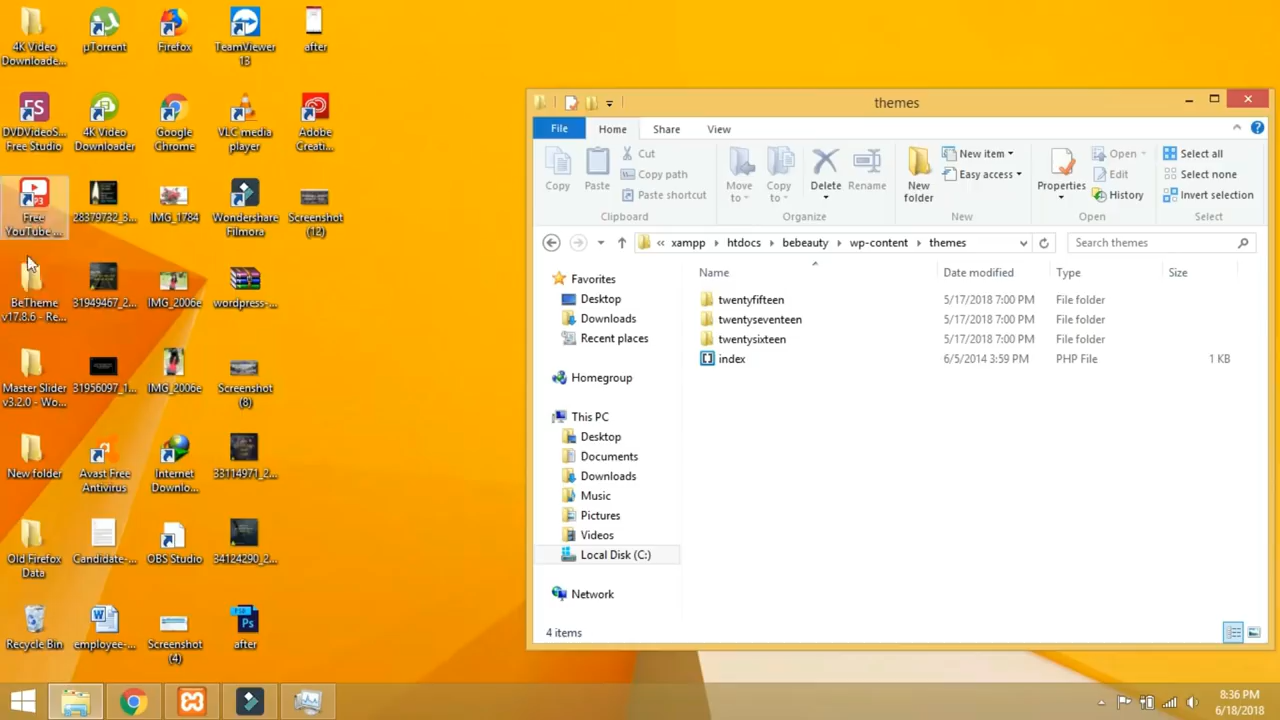 4K Video
Downloade...
µTorrent
Firefox
TeamViewer
13
after
DVDVideoS...
Free Studio
4K Video
Downloader
Google
Chrome
VLC media
player
Adobe
Creati...
Free
YouTube ...
28379732_3...
IMG_1784
Wondershare
Filmora
Screenshot
(12)
BeTheme
v17.8.6 - Re...
31949467_2...
IMG_2006e
wordpress-...
Master Slider
v3.2.0 - Wo...
31956097_1...
IMG_2006e
Screenshot
(8)
New folder
Avast Free
Antivirus
Internet
Downlo...
33114971_2...
Old Firefox
Data
Candidate-...
OBS Studio
34124290_2...
Recycle Bin
employee-...
Screenshot
(4)
after
themes
File
Home
Share
View
Copy
Paste
Cut
Copy path
Paste shortcut
Clipboard
Move
to
Copy
to
Delete
Rename
Organize
New
folder
New item
Easy access
New
Properties
Open
Edit
History
Open
Select all
Select none
Invert selection
Select
« xampp
htdocs
bebeauty
wp-content
themes
Search themes
Favorites
Desktop
Downloads
Recent places
Homegroup
This PC
Desktop
Documents
Downloads
Music
Pictures
Videos
Local Disk (C:)
Network
Name Date modified Type Size
twentyfifteen 5/17/2018 7:00 PM File folder
twentyseventeen 5/17/2018 7:00 PM File folder
twentysixteen 5/17/2018 7:00 PM File folder
index 6/5/2014 3:59 PM PHP File 1 KB
4 items
8:36 PM
6/18/2018